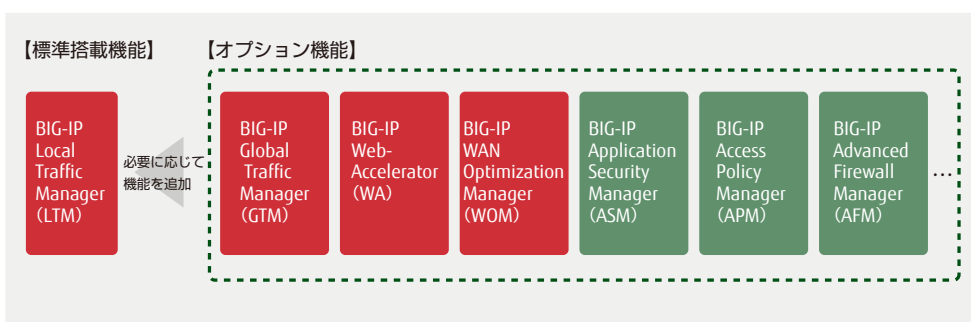 【標準搭載機能】
【オプション機能】
BIG-IP
Local
Traffic
Manager
（LTM）
必要に応じて
機能を追加
BIG-IP
Global
Traffic
Manager
（GTM）
BIG-IP
Web-
Accelerator
（WA）
BIG-IP
WAN
Optimization
Manager
（WOM）
BIG-IP
Application
Security
Manager
（ASM）
BIG-IP
Access
Policy
Manager
（APM）
BIG-IP
Advanced
Firewall
Manager
（AFM）
…